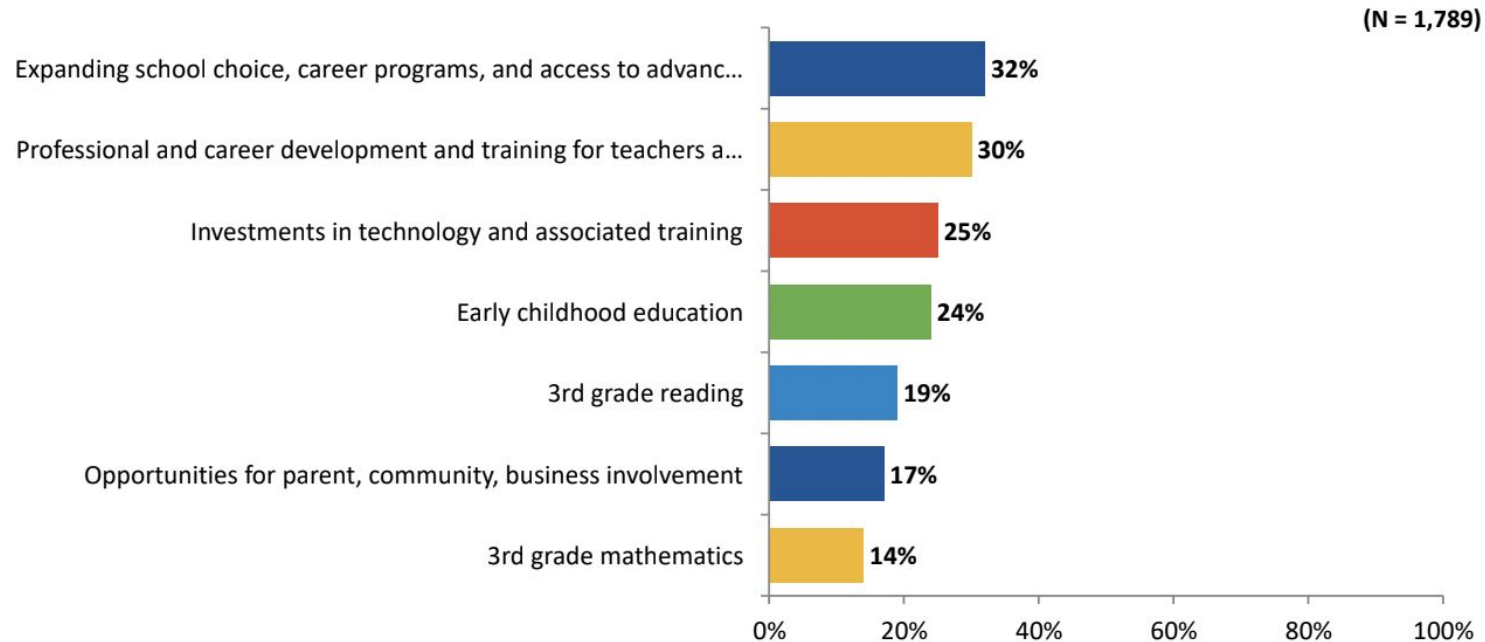 (N = 1,789)
Expanding school choice, career programs, and access to advanc...
32%
Professional and career development and training for teachers a...
30%
Investments in technology and associated training
25%
Early childhood education
24%
3rd grade reading
19%
Opportunities for parent, community, business involvement
17%
3rd grade mathematics
14%
0% 20% 40% 60% 80% 100%